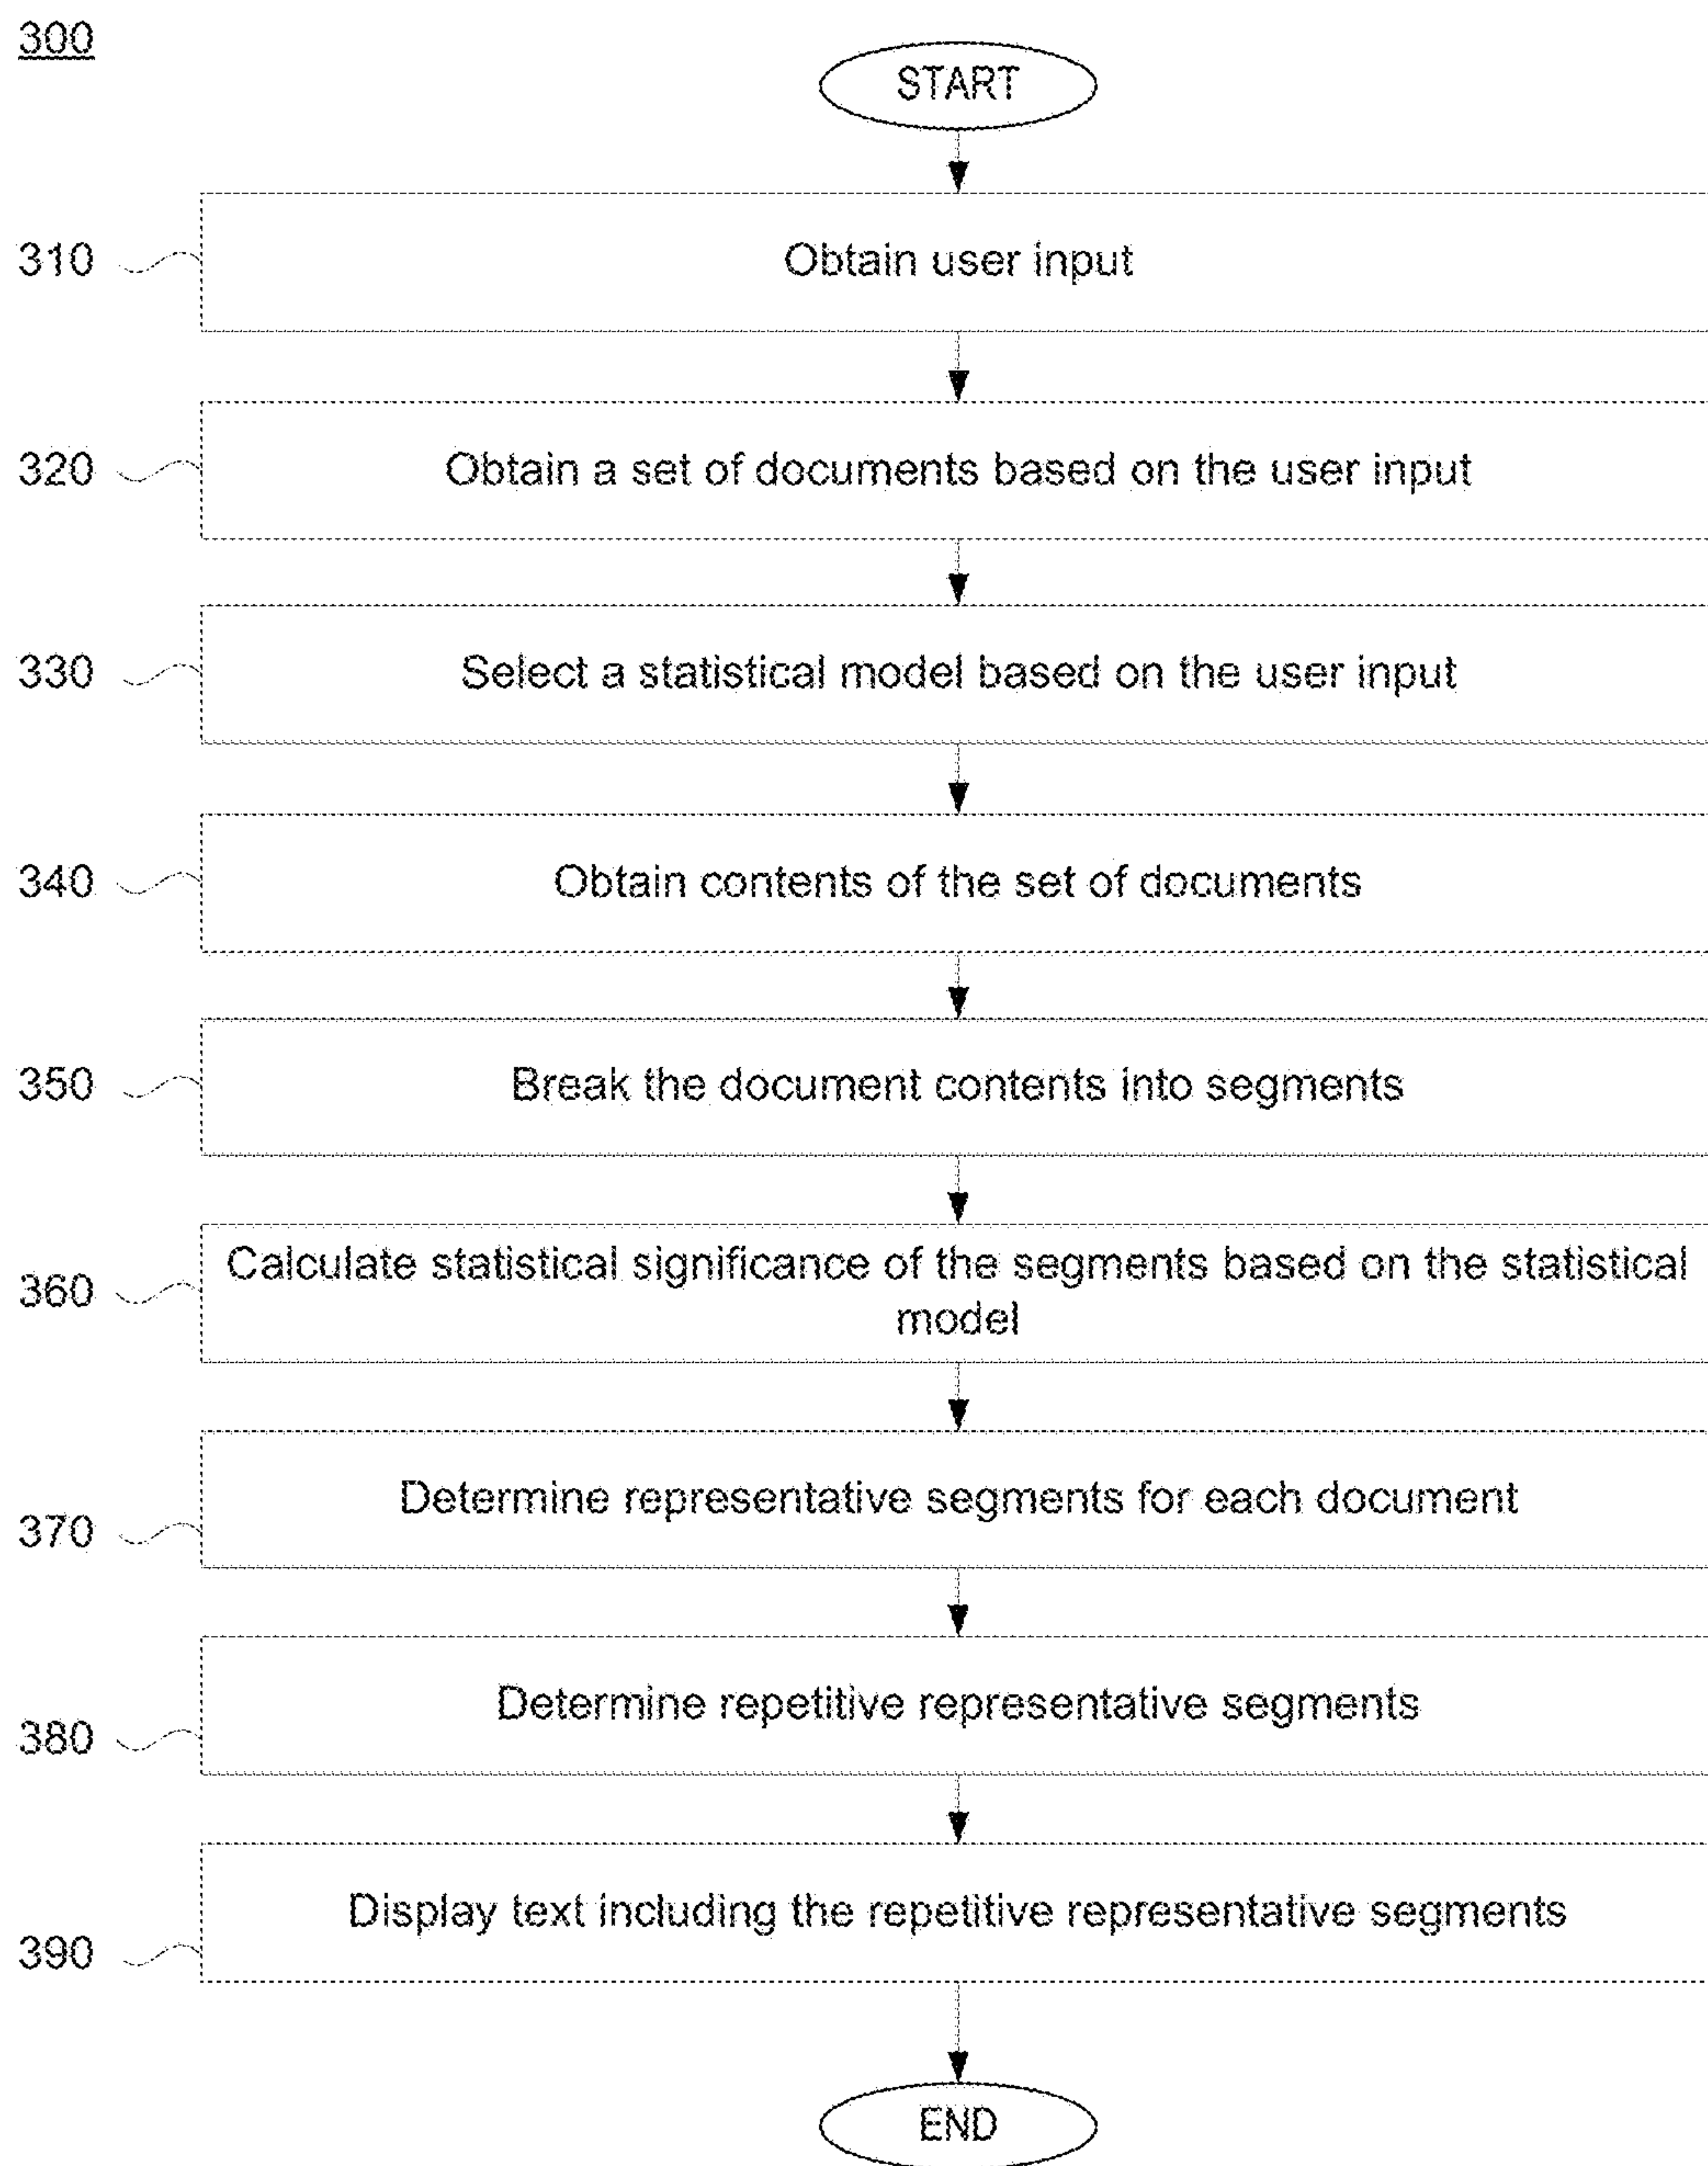 300
START
310 Obtain user input
320 Obtain a set of documents based on the user input
330 Select a statistical model based on the user input
340 Obtain contents of the set of documents
350 Break the document contents into segments
360 Calculate statistical significance of the segments based on the statistical
model
370 Determine representative segments for each document
380 Determine repetitive representative segments
390 Display text including the repetitive representative segments
END